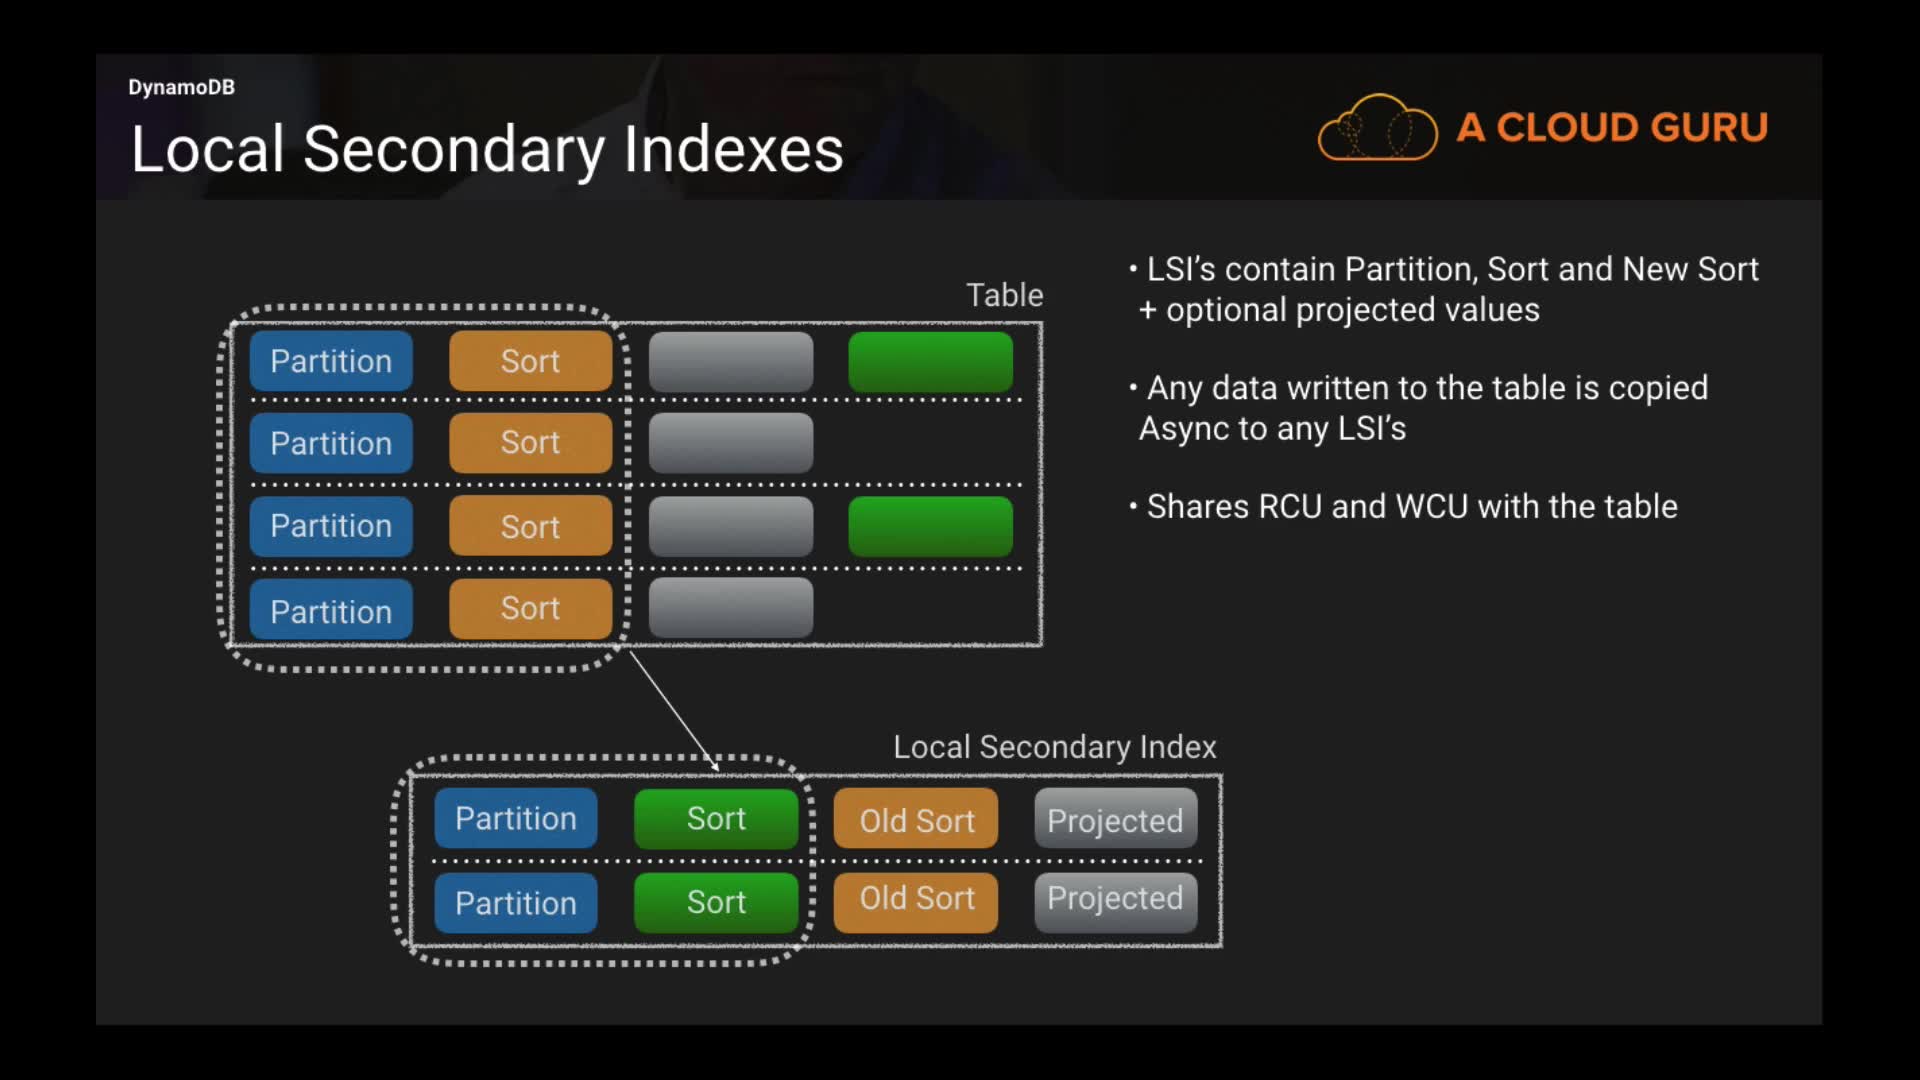 DynamoDB
Local Secondary Indexes
A CLOUD GURU
Table
Partition Sort
Partition Sort
Partition Sort
Partition Sort
• LSI’s contain Partition, Sort and New Sort
+ optional projected values
• Any data written to the table is copied
Async to any LSI’s
• Shares RCU and WCU with the table
Local Secondary Index
Partition Sort Old Sort Projected
Partition Sort Old Sort Projected